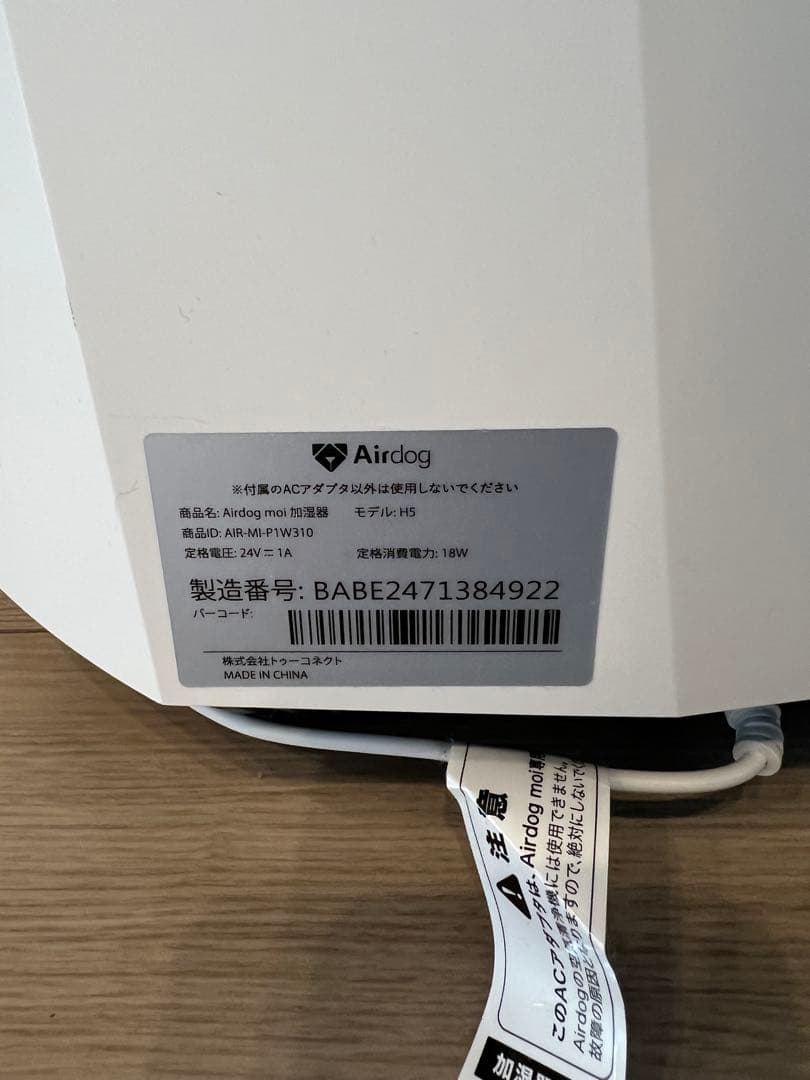 Airdog
※付属のACアダプタ以外は使用しないでください
商品名: Airdog moi 加湿器 モデル: H5
商品ID: AIR-MI-P1W310
定格電圧: 24V⎓1A 定格消費電力: 18W
製造番号: BABE2471384922
バーコード:
株式会社トゥーコネクト
MADE IN CHINA
注意
このACアダプタは、Airdog moi専用
清浄機には使用できません。
Airdogの 絶対にしないで
故障の原因 りますので、
加湿器